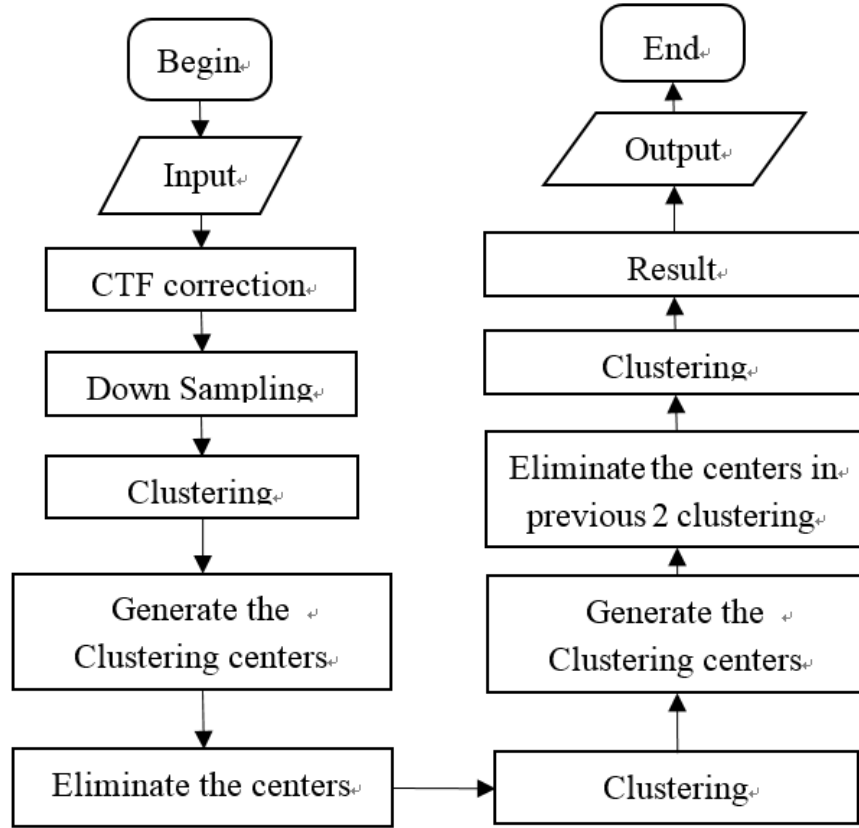 Begin
Input
CTF correction
Down Sampling
Clustering
Generate the
Clustering centers
Eliminate the centers
Clustering
Generate the
Clustering centers
Eliminate the centers in
previous 2 clustering
Clustering
Result
Output
End